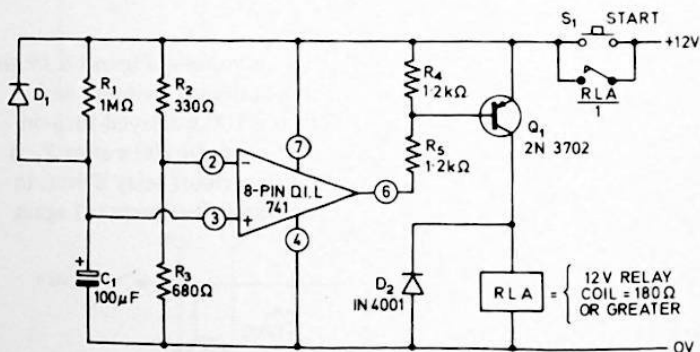 S1 START
+12V
RLA
1
D1
R1
1MΩ
R2
330Ω
R4
1·2kΩ
R5
1·2kΩ
Q1
2N 3702
2
7
8-PIN D.I.L
741
6
3
4
−
+
+
C1
100µF
R3
680Ω
D2
IN 4001
RLA
=
12V RELAY
COIL = 180Ω
OR GREATER
0V